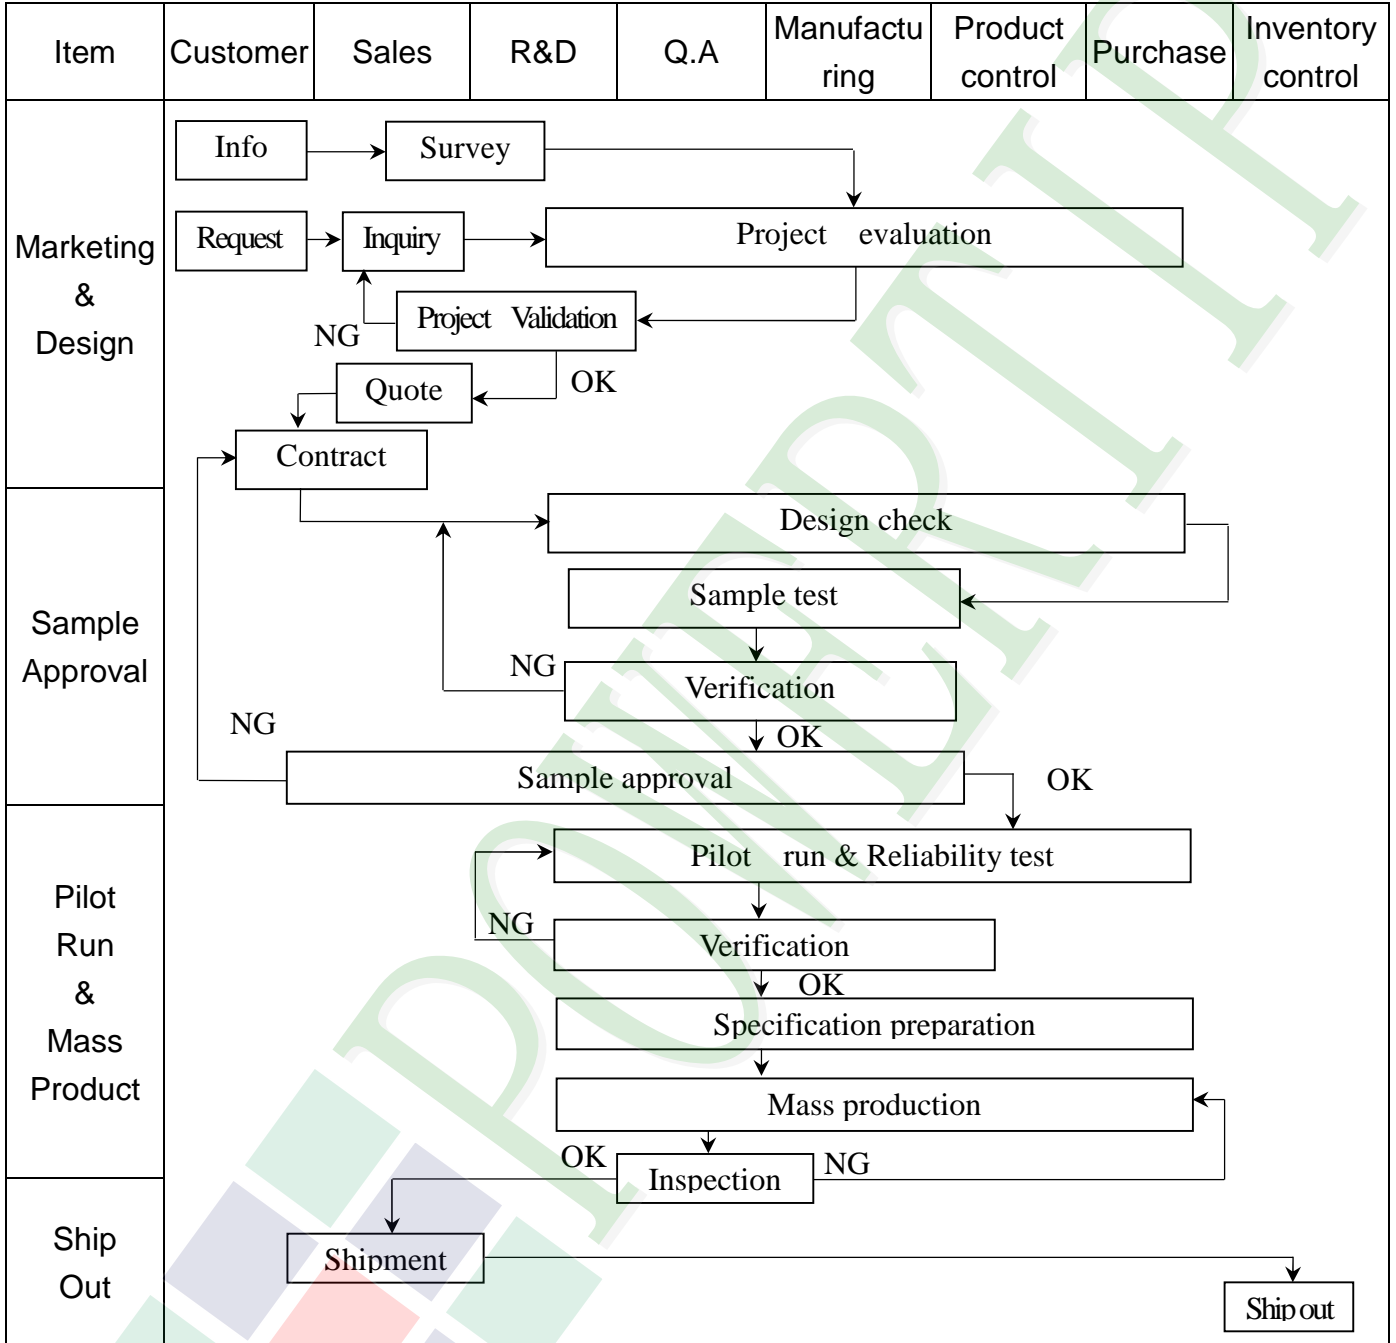 Item
Customer
Sales
R&D
Q.A
Manufactu
ring
Product
control
Purchase
Inventory
control
Marketing
&
Design
Info
Survey
Request
Inquiry
Project evaluation
Project Validation
NG
OK
Quote
Contract
Sample
Approval
Design check
Sample test
NG
Verification
OK
NG
Sample approval
OK
Pilot
Run
&
Mass
Product
Pilot run & Reliability test
NG
Verification
OK
Specification preparation
Mass production
OK
Inspection
NG
Ship
Out
Shipment
Ship out
POWERTIP